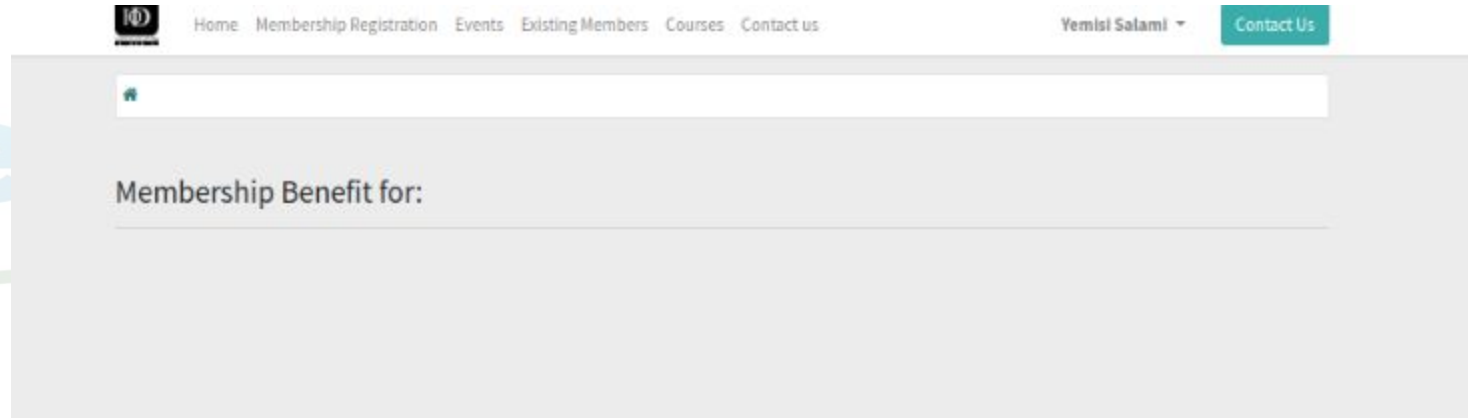 IOD
Home Membership Registration Events Existing Members Courses Contact us Yemisi Salami Contact Us
Membership Benefit for: